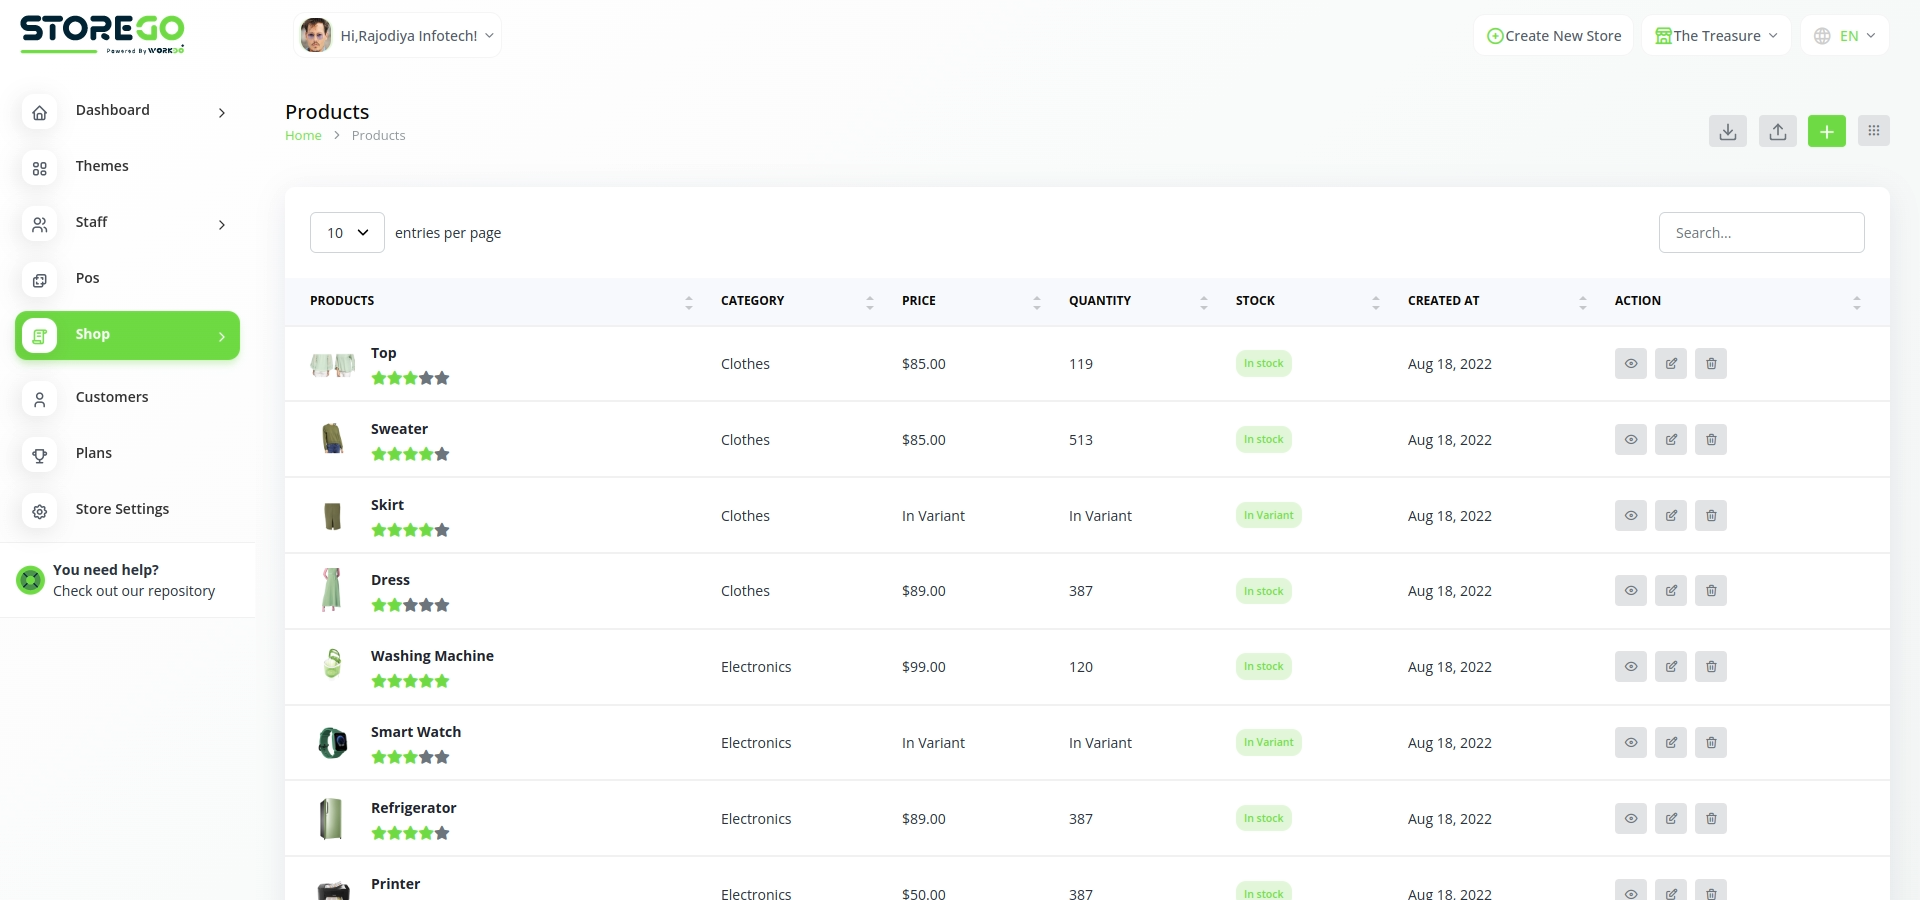 STOREGO
Powered By WORKDO
Hi,Rajodiya Infotech!
Create New Store
The Treasure
EN
Dashboard
Themes
Staff
Pos
Shop
Customers
Plans
Store Settings
You need help?
Check out our repository
Products
Home > Products
10 entries per page
Search...
PRODUCTS CATEGORY PRICE QUANTITY STOCK CREATED AT ACTION
Top
Clothes $85.00 119 In stock Aug 18, 2022
Sweater
Clothes $85.00 513 In stock Aug 18, 2022
Skirt
Clothes In Variant In Variant In Variant Aug 18, 2022
Dress
Clothes $89.00 387 In stock Aug 18, 2022
Washing Machine
Electronics $99.00 120 In stock Aug 18, 2022
Smart Watch
Electronics In Variant In Variant In Variant Aug 18, 2022
Refrigerator
Electronics $89.00 387 In stock Aug 18, 2022
Printer
Electronics $50.00 387 In stock Aug 18, 2022